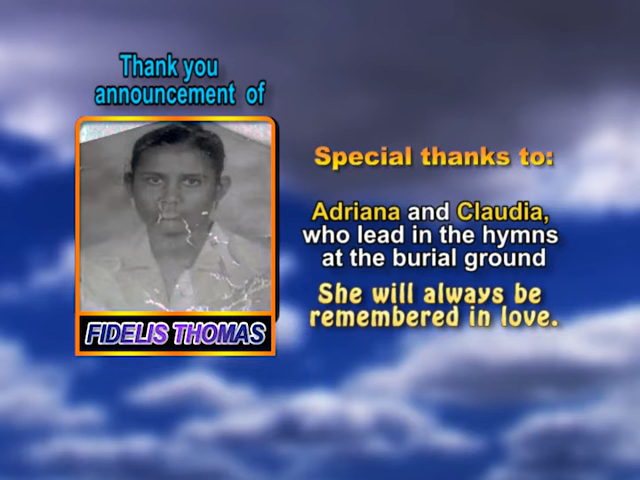 Thank you
announcement of
FIDELIS THOMAS
Special thanks to:
Adriana and Claudia,
who lead in the hymns
at the burial ground
She will always be
remembered in love.